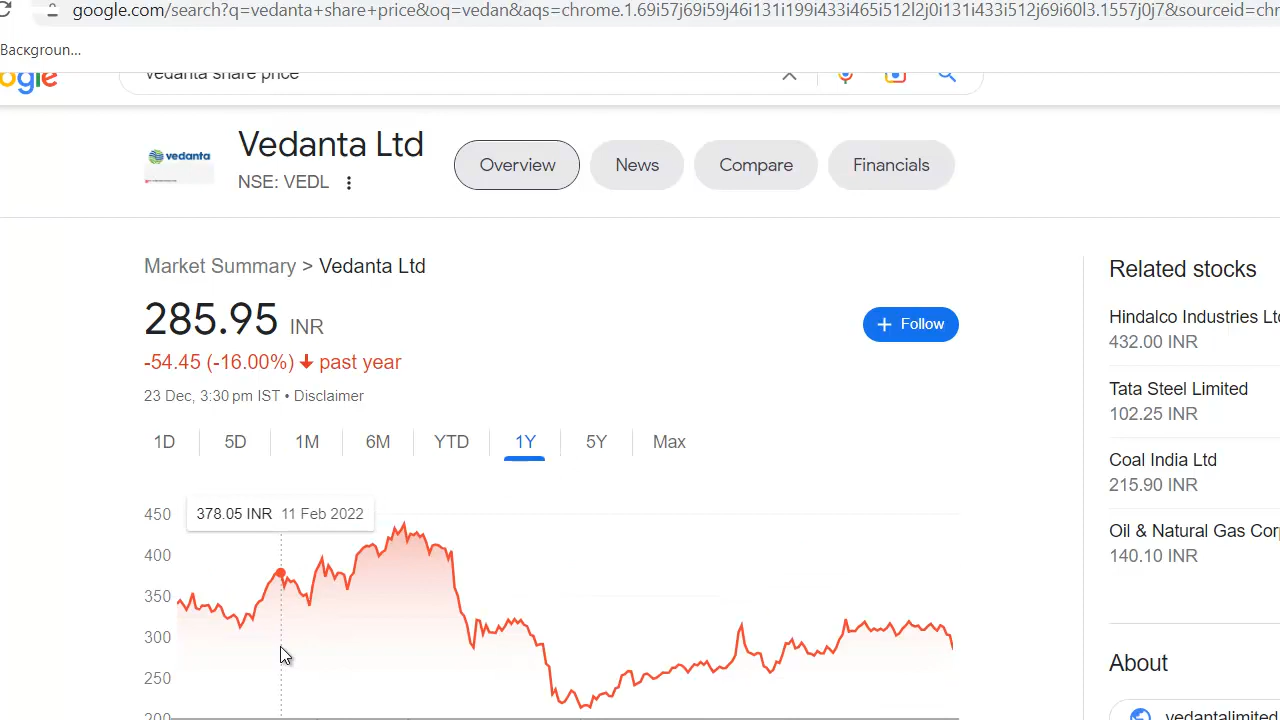 google.com/search?q=vedanta+share+price&oq=vedan&aqs=chrome.1.69i57j69i59j46i131i199i433i465i512l2j0i131i433i512j69i60l3.1557j0j7&sourceid=chr
Backgroun...
ogle
vedanta share price
vedanta
Vedanta Ltd
NSE: VEDL
Overview
News
Compare
Financials
Market Summary > Vedanta Ltd
285.95 INR
+ Follow
-54.45 (-16.00%) ↓ past year
23 Dec, 3:30 pm IST • Disclaimer
1D
5D
1M
6M
YTD
1Y
5Y
Max
378.05 INR 11 Feb 2022
450
400
350
300
250
200
Related stocks
Hindalco Industries Ltd
432.00 INR
Tata Steel Limited
102.25 INR
Coal India Ltd
215.90 INR
Oil & Natural Gas Corp
140.10 INR
About
vedantalimited